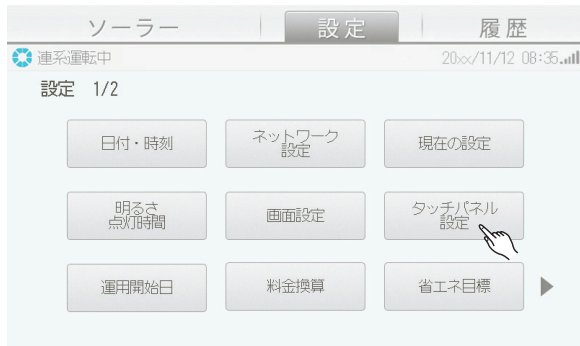 ソーラー
設定
履歴
連系運転中
20xx/11/12 08:35
設定 1/2
日付・時刻
ネットワーク
設定
現在の設定
明るさ
点灯時間
画面設定
タッチパネル
設定
運用開始日
料金換算
省エネ目標